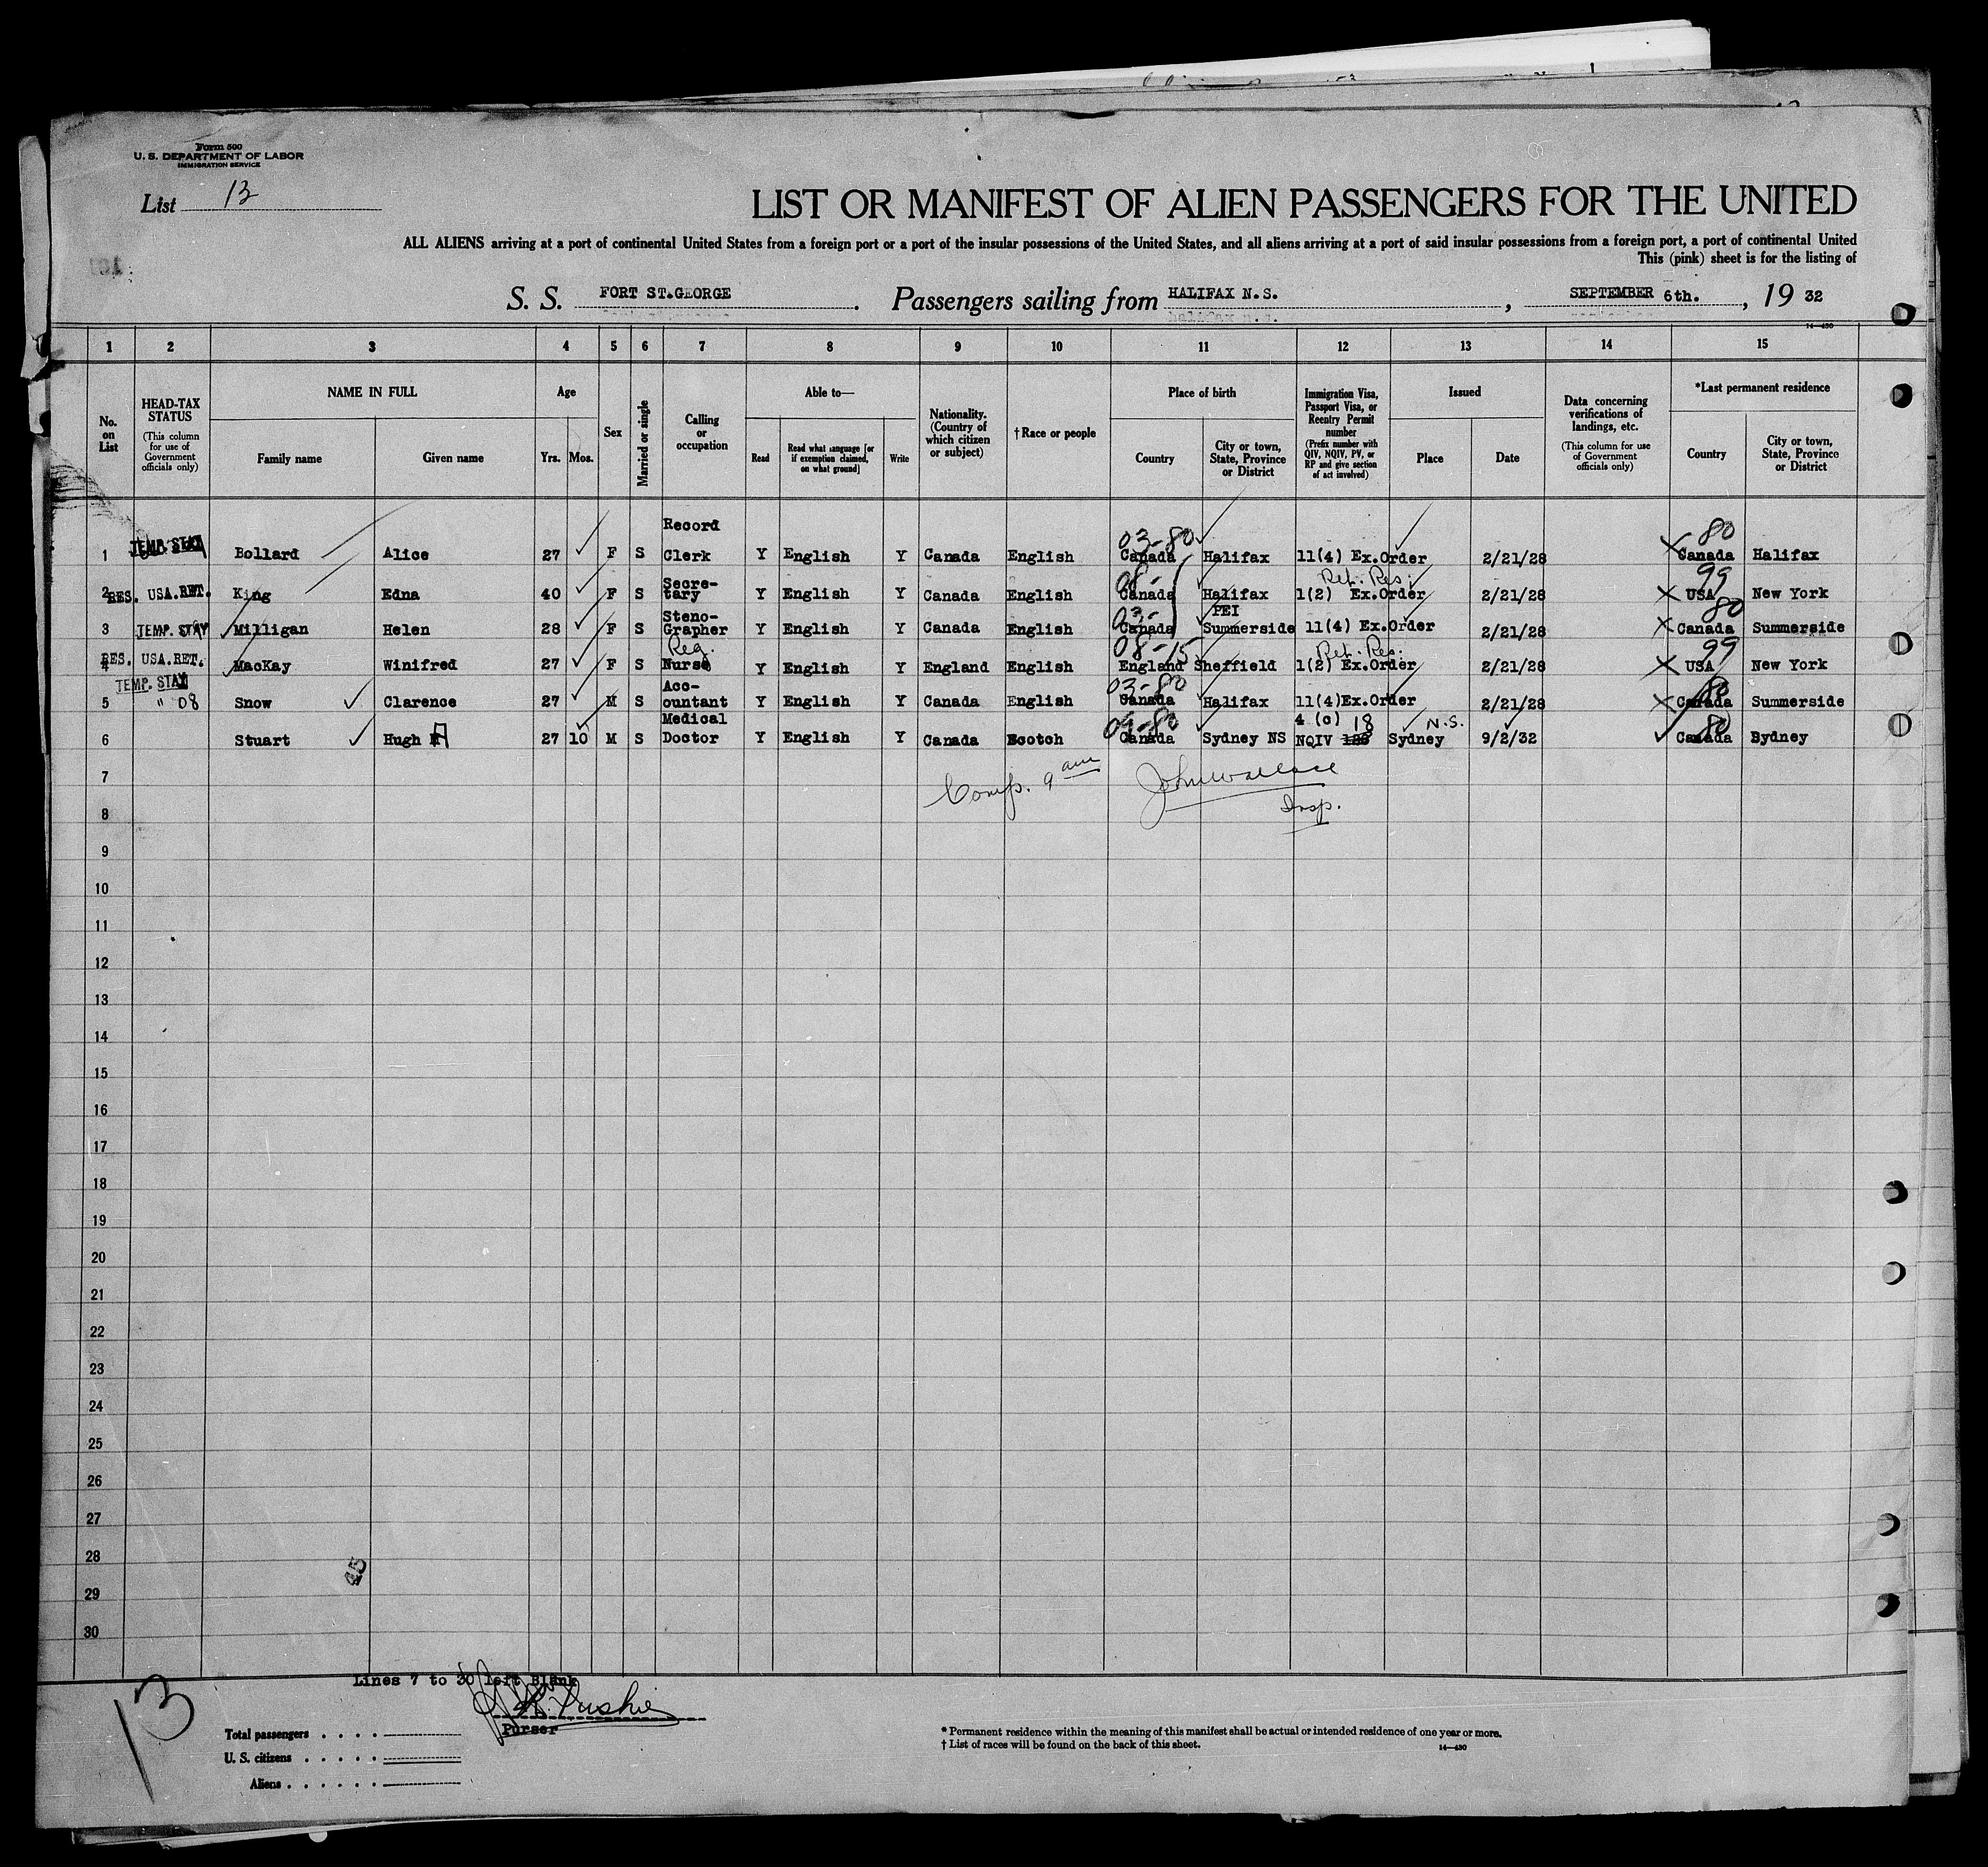 Form 500
U. S. DEPARTMENT OF LABOR
IMMIGRATION SERVICE
List 13
LIST OR MANIFEST OF ALIEN PASSENGERS FOR THE UNITED
ALL ALIENS arriving at a port of continental United States from a foreign port or a port of the insular possessions of the United States, and all aliens arriving at a port of said insular possessions from a foreign port, a port of continental United
This (pink) sheet is for the listing of
S. S. FORT ST.GEORGE. Passengers sailing from HALIFAX N.S., SEPTEMBER 6th., 19 32
14—430
1 2 3 4 5 6 7 8 9 10 11 12 13 14 15
No. on List
HEAD-TAX STATUS (This column for use of Government officials only)
NAME IN FULL
Family name
Given name
Age
Yrs. Mos.
Sex
Married or single
Calling or occupation
Able to—
Read
Read what language [or if exemption claimed, on what ground]
Write
Nationality. (Country of which citizen or subject)
† Race or people
Place of birth
Country
City or town, State, Province or District
Immigration Visa, Passport Visa, or Reentry Permit number (Prefix number with QIV, NQIV, PV, or RP and give section of act involved)
Issued
Place
Date
Data concerning verifications of landings, etc. (This column for use of Government officials only)
*Last permanent residence
Country
City or town, State, Province or District
Record 03-80 80
1 TEMP. STAY Bollard Alice 27 F S Clerk Y English Y Canada English Canada Halifax 11(4) Ex.Order 2/21/28 Canada Halifax
Secre- 08- Ret. Res. 99
2 RES. USA.RET. King Edna 40 F S tary Y English Y Canada English Canada Halifax 1(2) Ex.Order 2/21/28 USA New York
Steno- 03- PEI 80
3 TEMP. STAY Milligan Helen 28 F S Grapher Y English Y Canada English Canada Summerside 11(4) Ex.Order 2/21/28 Canada Summerside
Reg. 08-15 Ret. Res. 99
4 RES. USA.RET. MacKay Winifred 27 F S Nurse Y English Y England English England Sheffield 1(2) Ex.Order 2/21/28 USA New York
TEMP. STAY Acc- 03-80 80
5 " 08 Snow Clarence 27 M S ountant Y English Y Canada English Canada Halifax 11(4)Ex.Order 2/21/28 Canada Summerside
Medical 09-80 4 (c) 18 N.S. 80
6 Stuart Hugh A 27 10 M S Doctor Y English Y Canada Scotch Canada Sydney NS NQIV Sydney 9/2/32 Canada Sydney
7 Comp. 9 am John Wallace
8 Insp.
9
10
11
12
13
14
15
16
17
18
19
20
21
22
23
24
25
26
27
28
45
29
30
Lines 7 to 30 left Blank
13
Purser
Total passengers
U. S. citizens
Aliens
* Permanent residence within the meaning of this manifest shall be actual or intended residence of one year or more.
† List of races will be found on the back of this sheet.
14—430